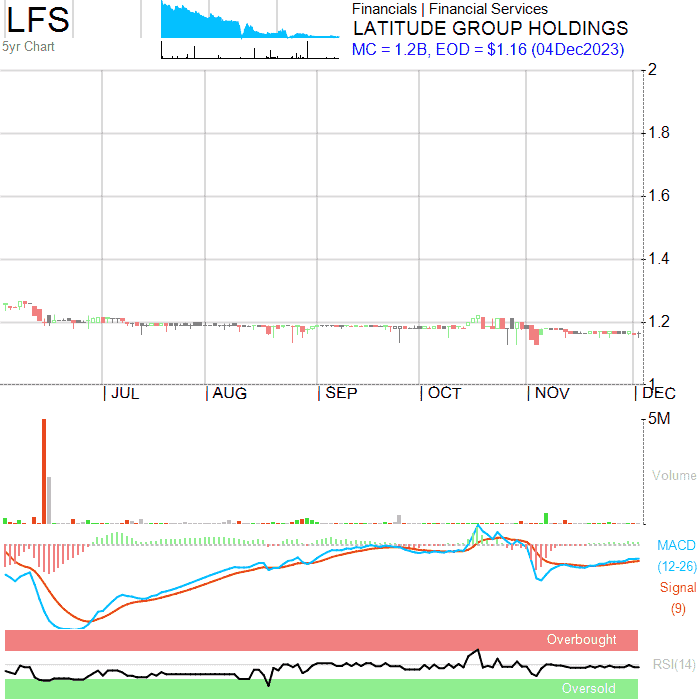 LFS
5yr Chart
Financials | Financial Services
LATITUDE GROUP HOLDINGS
MC = 1.2B, EOD = $1.16 (04Dec2023)
2
1.8
1.6
1.4
1.2
1
JUL AUG SEP OCT NOV DEC
5M
Volume
MACD
(12-26)
Signal
(9)
Overbought
RSI(14)
Oversold